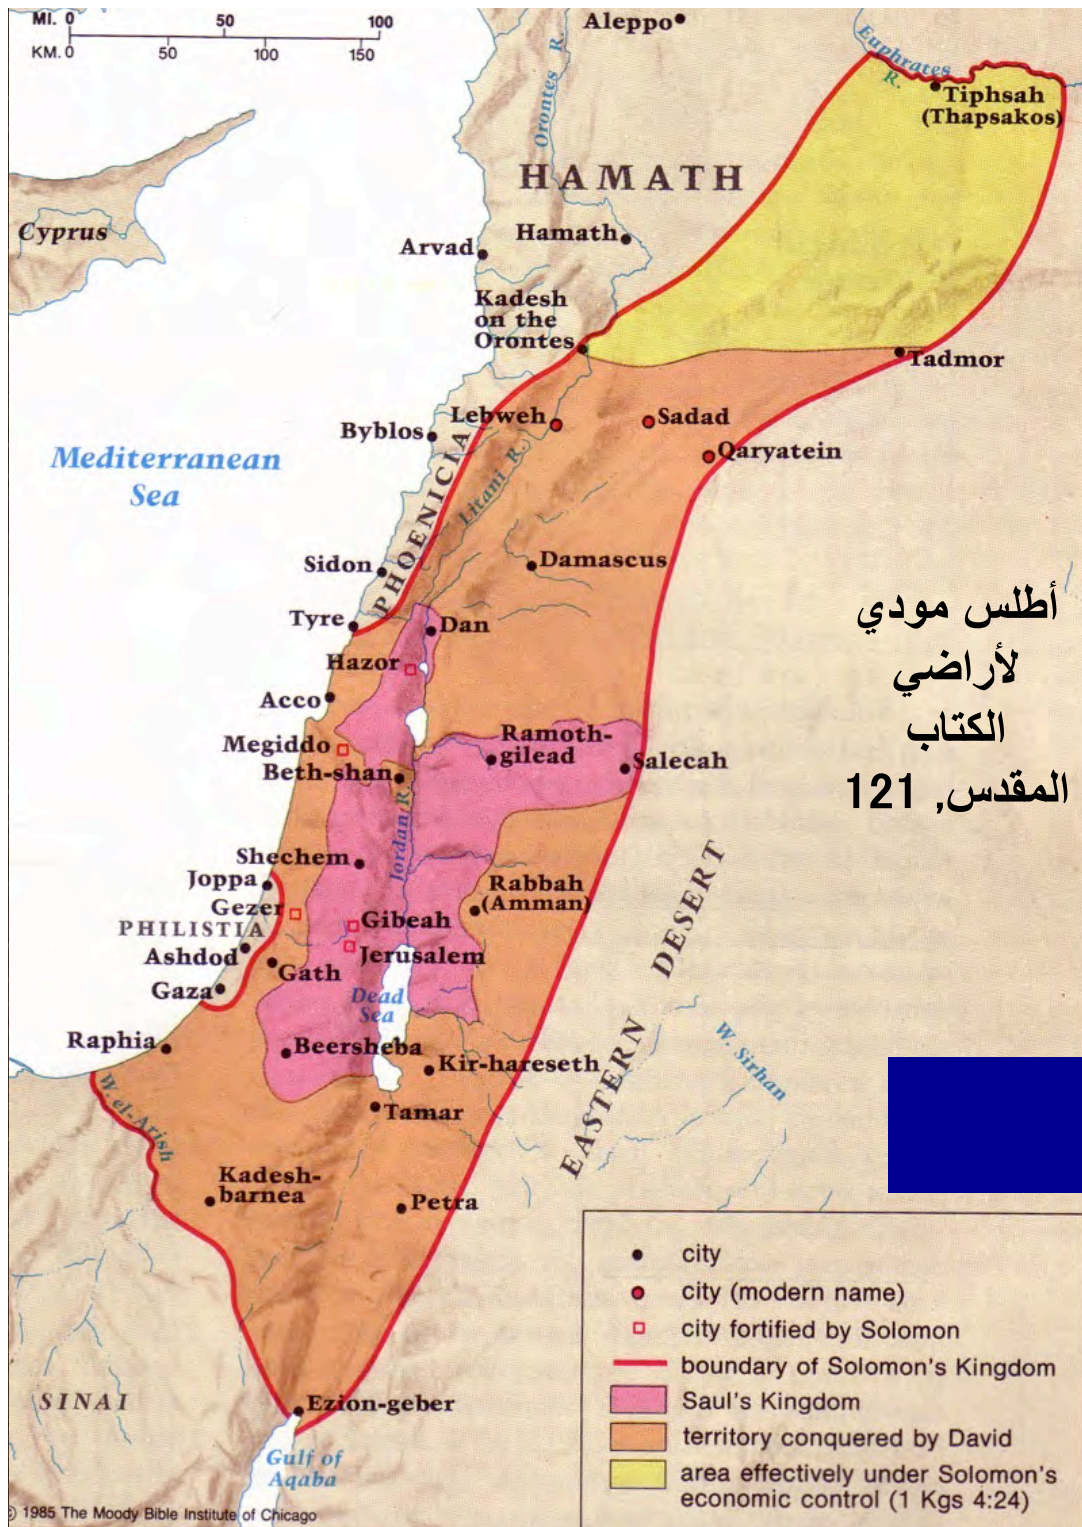 MI. 0 50 100
KM. 0 50 100 150
Aleppo
Euphrates
R.
Tiphsah
(Thapsakos)
Orontes R.
HAMATH
Cyprus
Arvad
Hamath
Kadesh
on the
Orontes
Tadmor
Lebweh
Sadad
Byblos
Qaryatein
Mediterranean
Sea
PHOENICIA
Litani R.
Sidon
Damascus
Tyre
Dan
أطلس مودي
لأراضي
الكتاب
المقدس, 121
Hazor
Acco
Megiddo
Ramoth-
gilead
Beth-shan
Salecah
Jordan R.
Shechem
Joppa
Rabbah
(Amman)
Gezer
Gibeah
PHILISTIA
Ashdod
Jerusalem
Gath
Gaza
Dead
Sea
EASTERN DESERT
Raphia
Beersheba
Kir-hareseth
W. Sirhan
W. el-Arish
Tamar
Kadesh-
barnea
Petra
SINAI
Ezion-geber
Gulf of
Aqaba
city
city (modern name)
city fortified by Solomon
boundary of Solomon's Kingdom
Saul's Kingdom
territory conquered by David
area effectively under Solomon's
economic control (1 Kgs 4:24)
© 1985 The Moody Bible Institute of Chicago